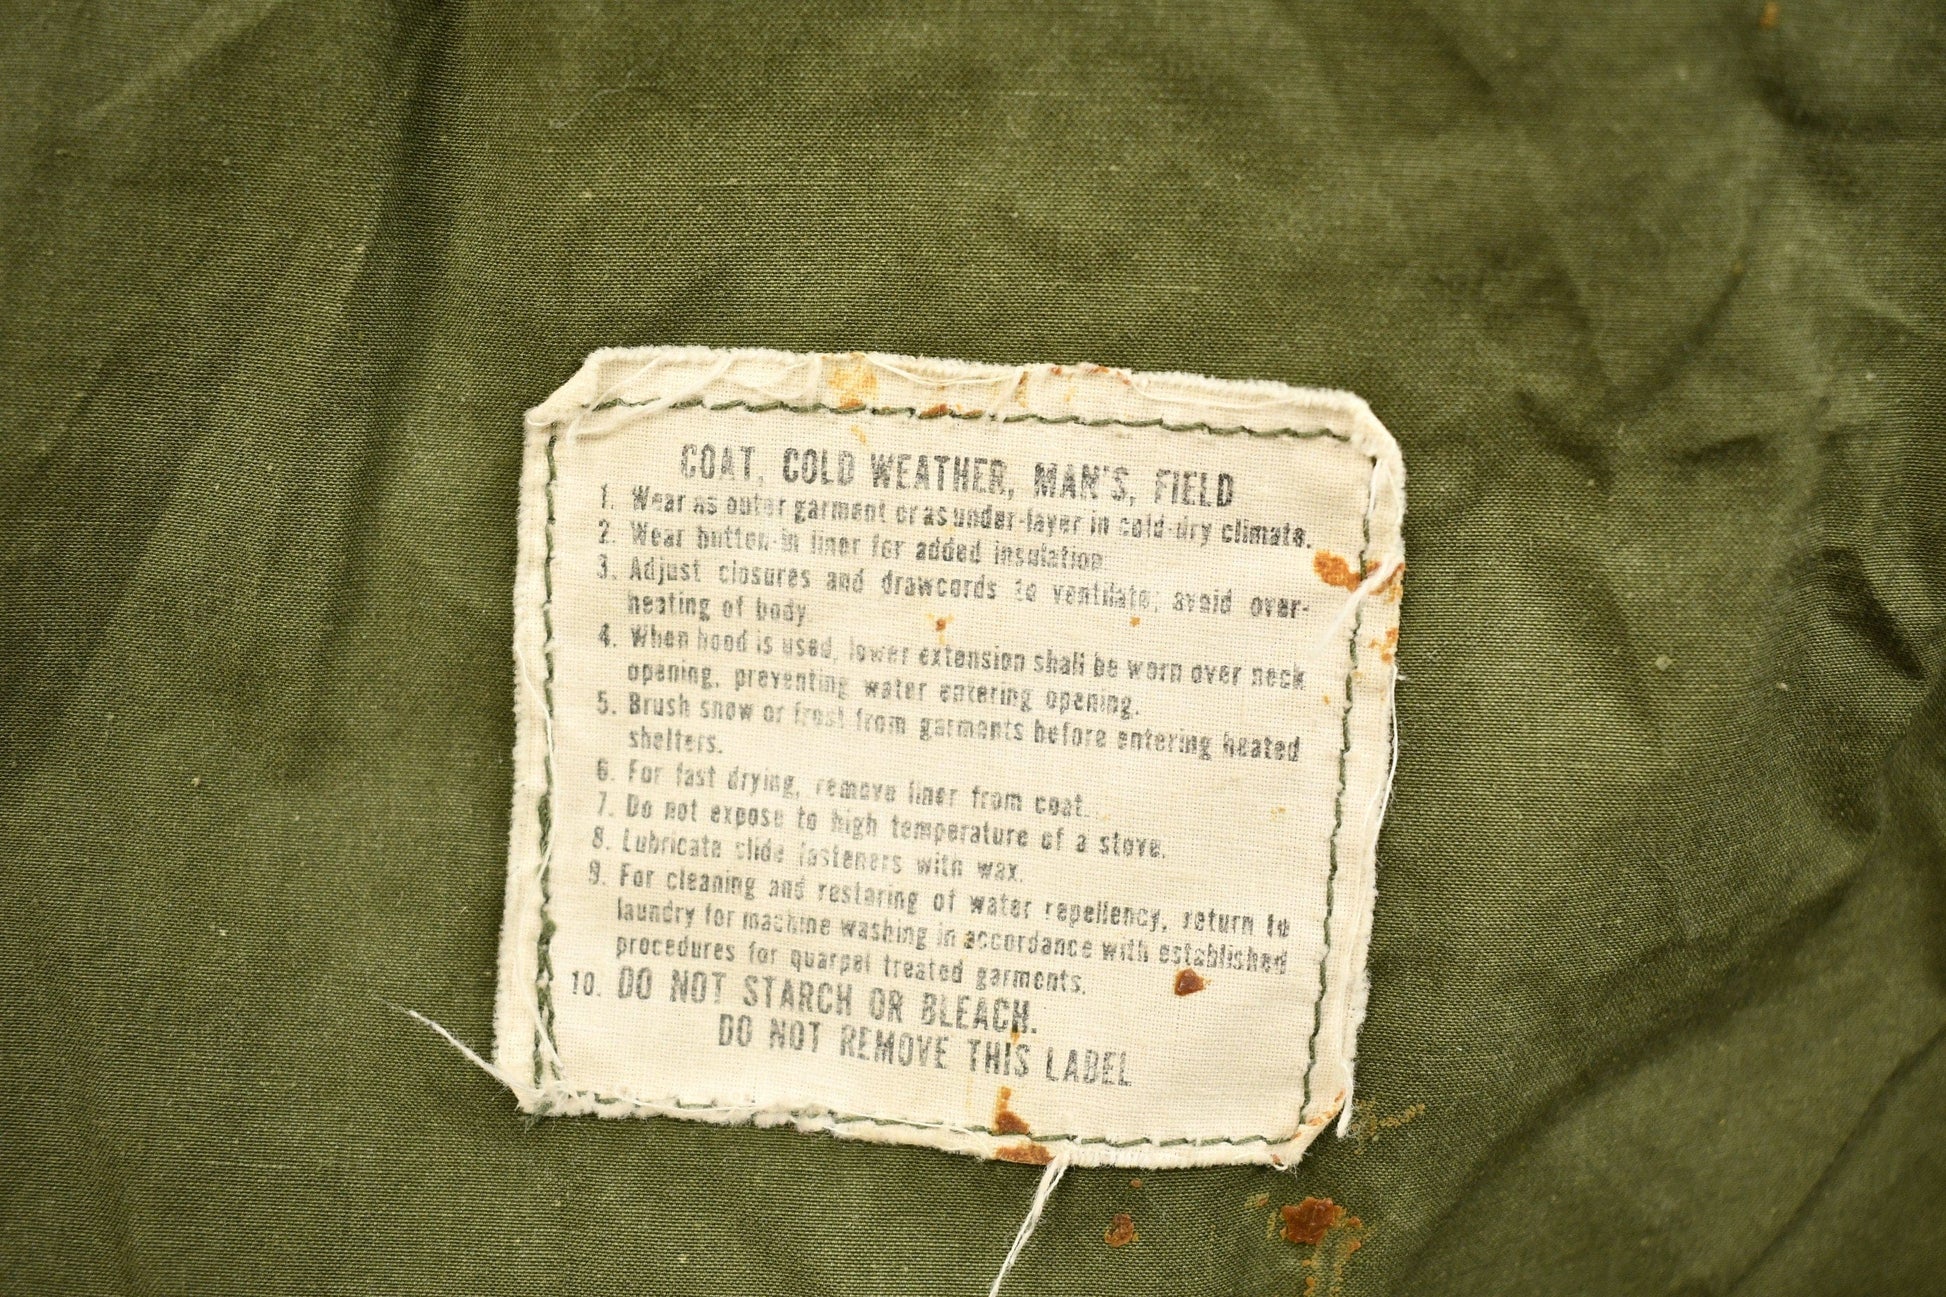 COAT, COLD WEATHER, MAN'S, FIELD
1. Wear as outer garment or as under-layer in cold-dry climate.
2. Wear button-in liner for added insulation.
3. Adjust closures and drawcords to ventilate; avoid over-
heating of body.
4. When hood is used, lower extension shall be worn over neck
opening, preventing water entering opening.
5. Brush snow or frost from garments before entering heated
shelters.
6. For fast drying, remove liner from coat.
7. Do not expose to high temperature of a stove.
8. Lubricate slide fasteners with wax.
9. For cleaning and restoring of water repellency, return to
laundry for machine washing in accordance with established
procedures for quarpel treated garments.
10. DO NOT STARCH OR BLEACH.
DO NOT REMOVE THIS LABEL